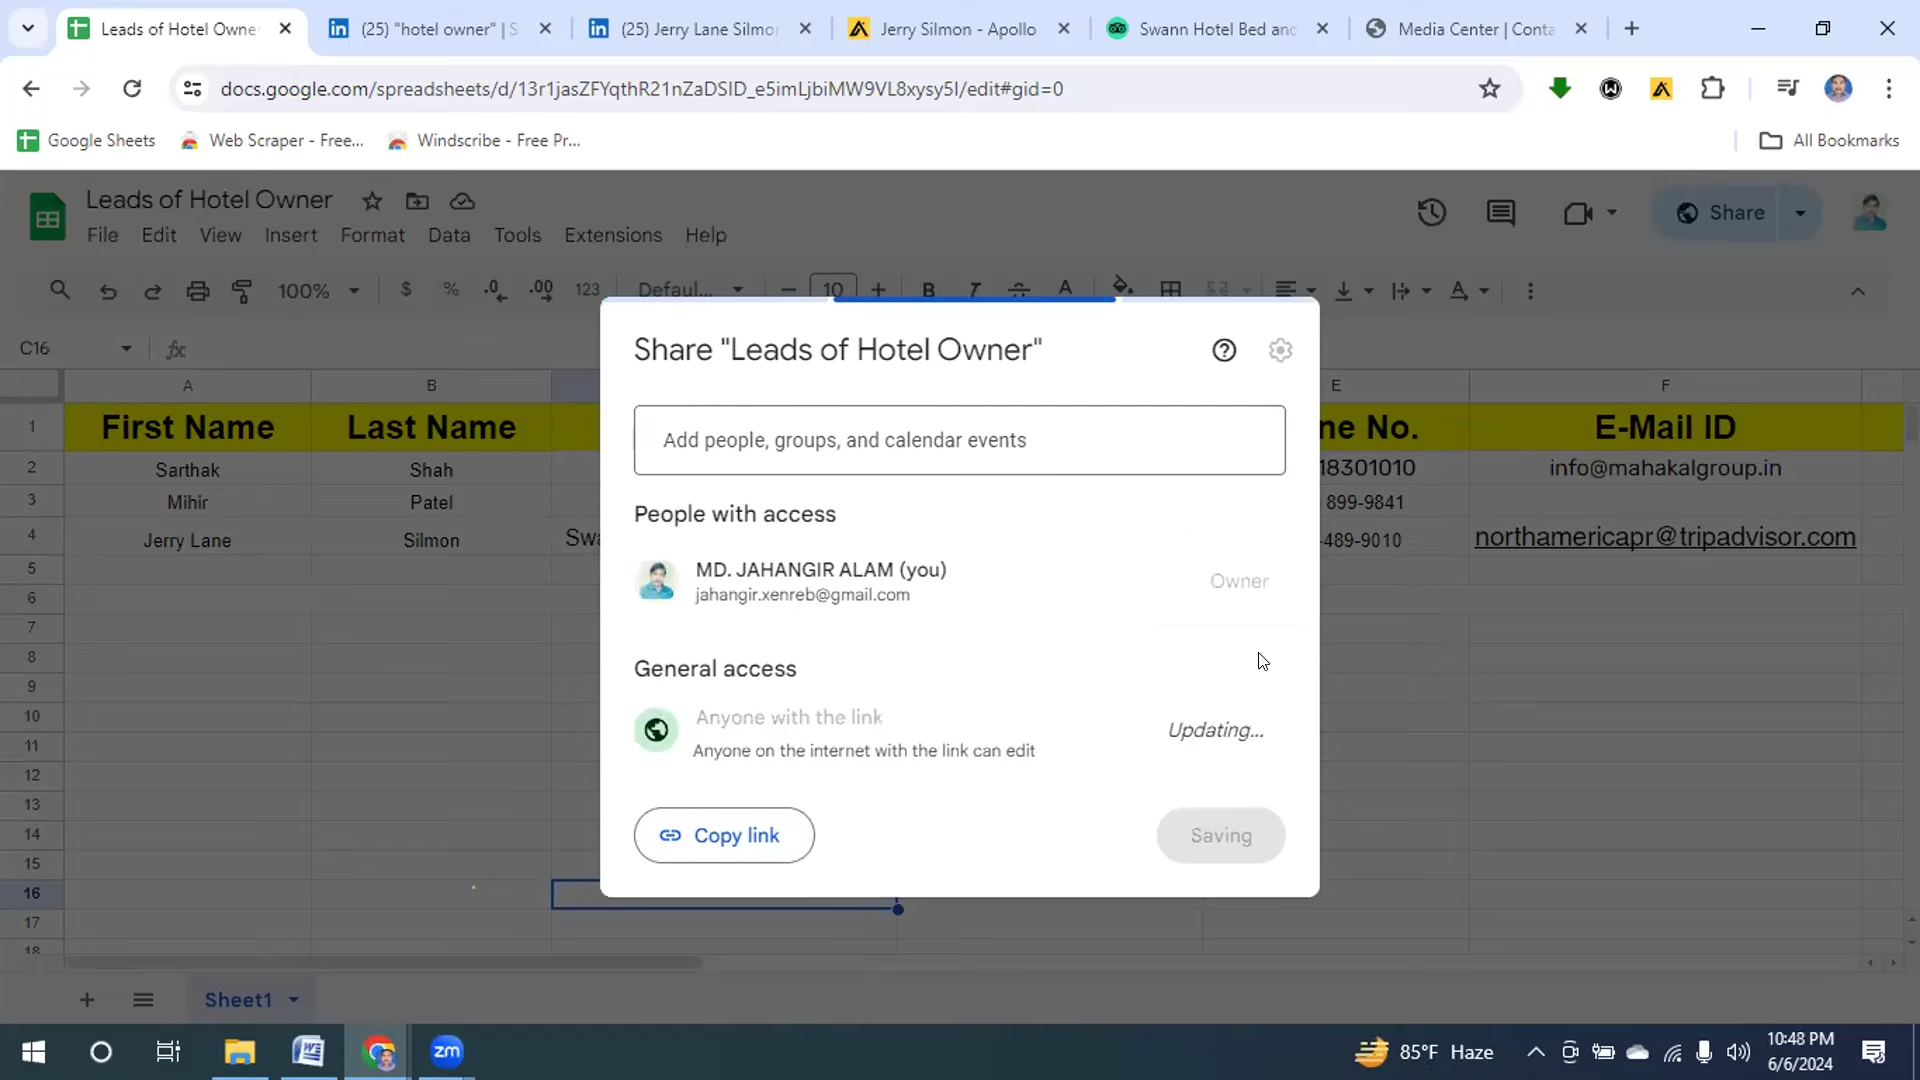 Leads of Hotel Owne
(25) "hotel owner" | S
(25) Jerry Lane Silmor
Jerry Silmon - Apollo
Swann Hotel Bed and
Media Center | Conta
docs.google.com/spreadsheets/d/13r1jasZFYqthR21nZaDSID_e5imLjbiMW9VL8xysy5I/edit#gid=0
Google Sheets
Web Scraper - Free...
Windscribe - Free Pr...
All Bookmarks
Leads of Hotel Owner
File Edit View Insert Format Data Tools Extensions Help
Share
100% $ % .0 .00 123 Defaul... 10 B I A
C16 fx
A B E F
1 First Name Last Name ne No. E-Mail ID
2 Sarthak Shah 18301010 info@mahakalgroup.in
3 Mihir Patel 899-9841
4 Jerry Lane Silmon Swa -489-9010 northamericapr@tripadvisor.com
5
6
7
8
9
10
11
12
13
14
15
16
17
18
Share "Leads of Hotel Owner"
Add people, groups, and calendar events
People with access
MD. JAHANGIR ALAM (you)
jahangir.xenreb@gmail.com
Owner
General access
Anyone with the link
Anyone on the internet with the link can edit
Updating...
Copy link
Saving
Sheet1
zm
85°F Haze
10:48 PM
6/6/2024